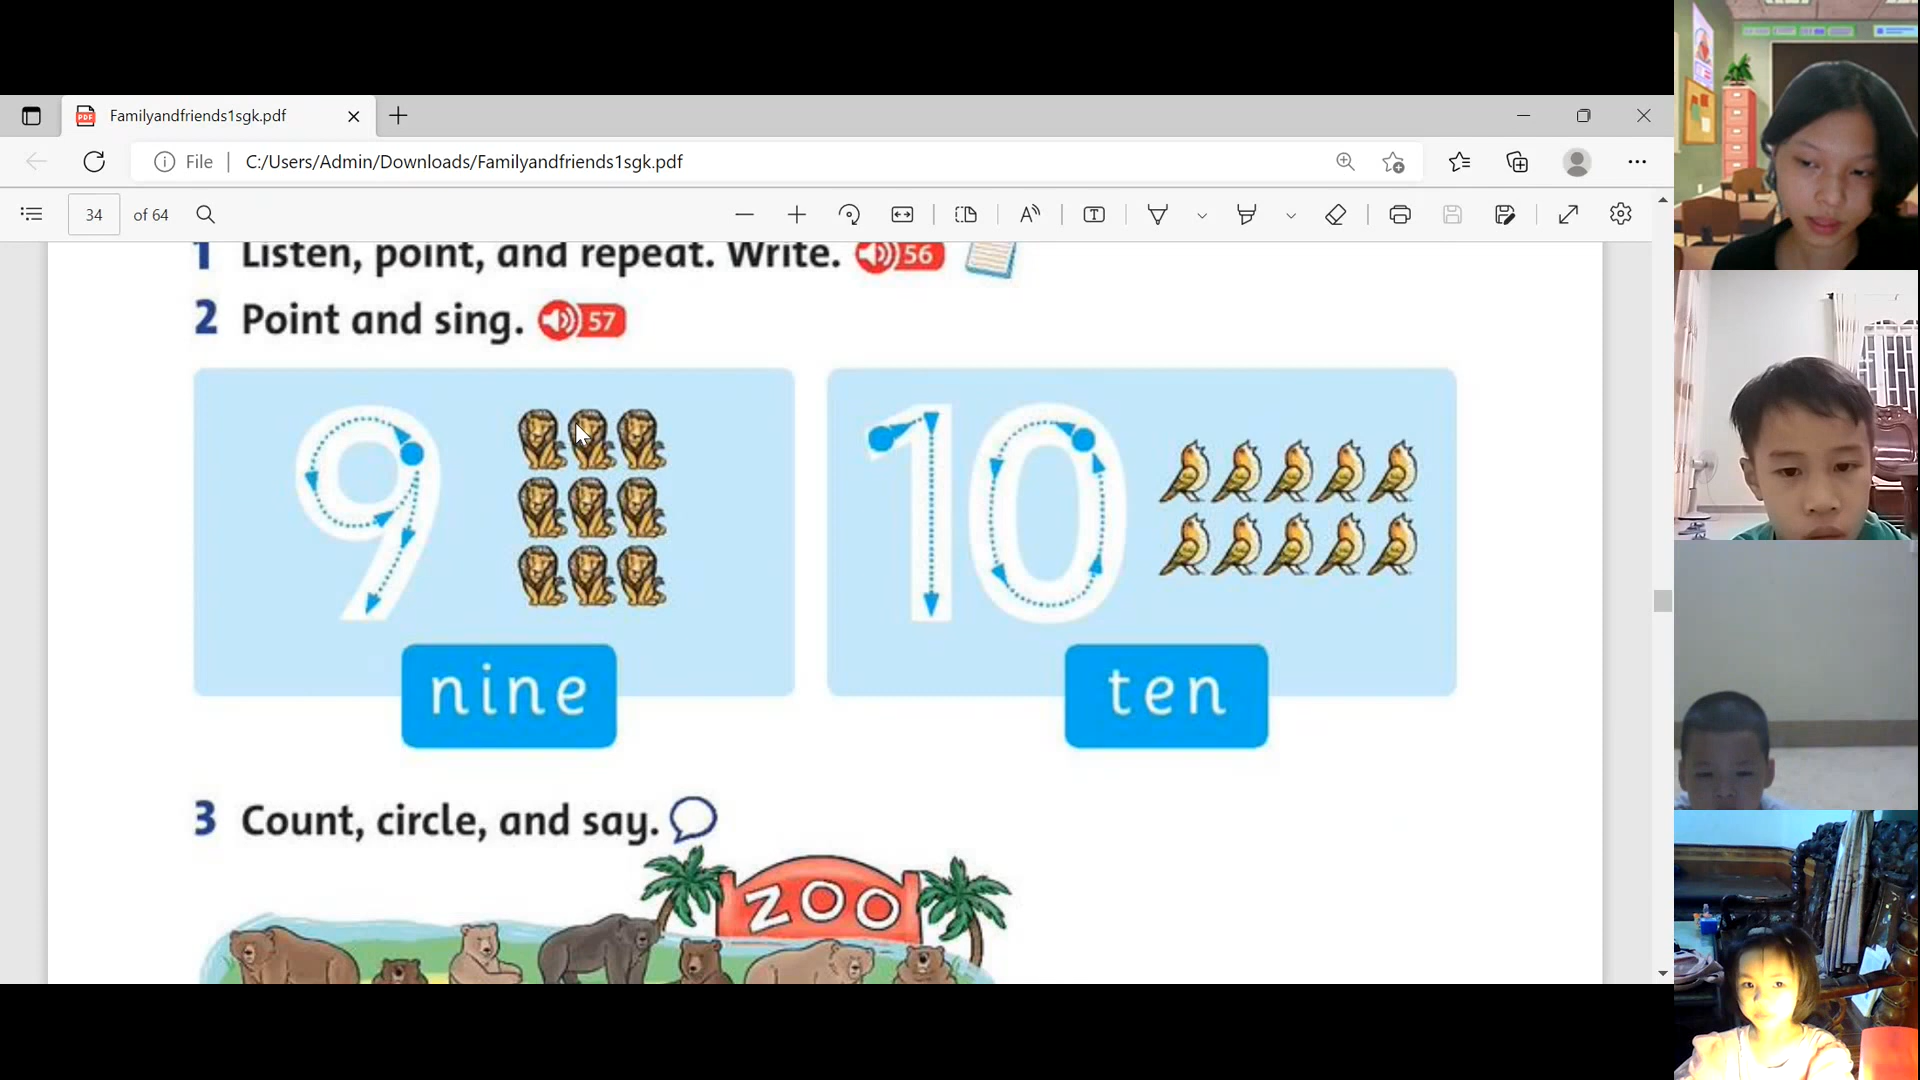 Familyandfriends1sgk.pdf
File C:/Users/Admin/Downloads/Familyandfriends1sgk.pdf
34 of 64
1 Listen, point, and repeat. Write. 56
2 Point and sing. 57
9
10
nine
ten
3 Count, circle, and say.
ZOO